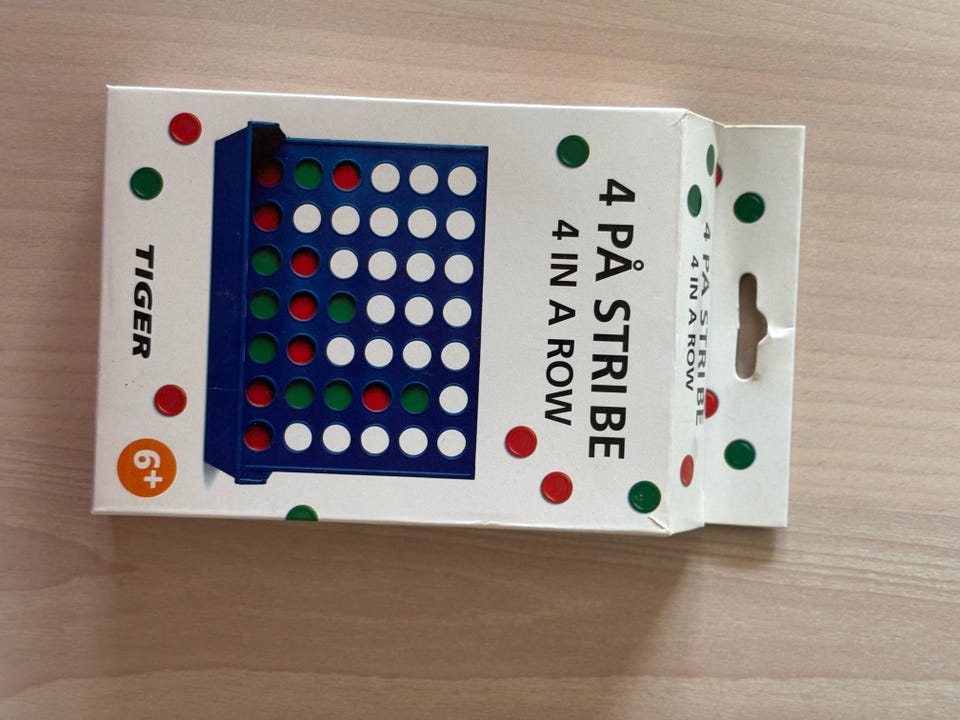 4 PÅ STRIBE
4 IN A ROW
4 PÅ STRIBE
4 IN A ROW
TIGER
6+